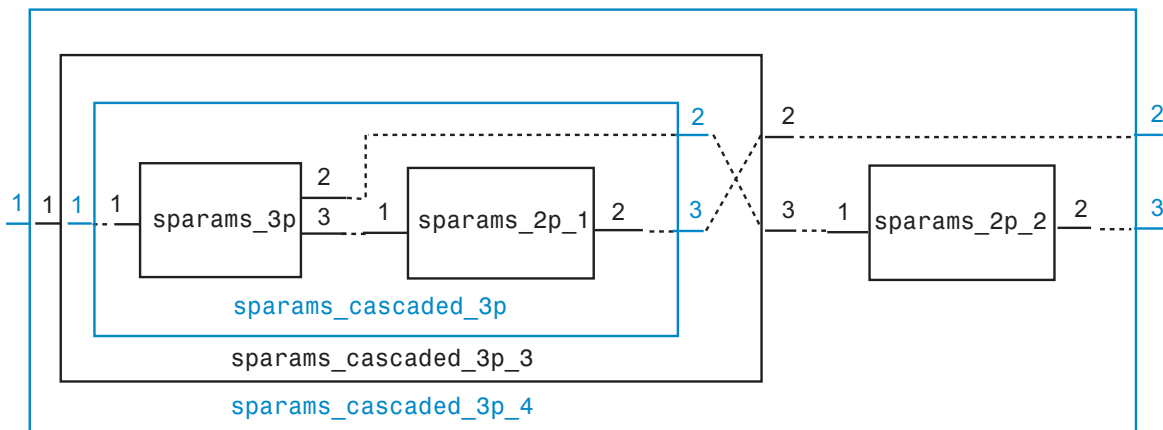 2 2 2
2
1 1 1 1 sparams_3p 3 1 sparams_2p_1 2 3 3 1 sparams_2p_2 2 3
sparams_cascaded_3p
sparams_cascaded_3p_3
sparams_cascaded_3p_4